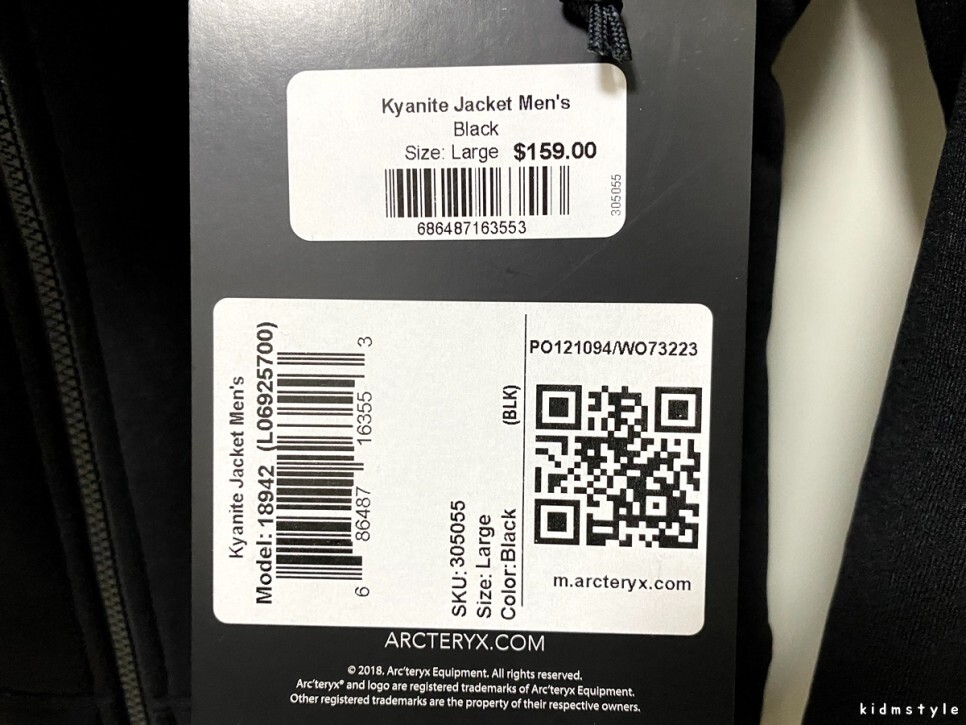 Kyanite Jacket Men's
Black
Size: Large $159.00
686487163553
305055
Kyanite Jacket Men's
Model: 18942 (L06925700)
6 86487 16355 3
SKU: 305055
Size: Large
Color: Black (BLK)
PO121094/WO73223
m.arcteryx.com
ARCTERYX.COM
© 2018. Arc'teryx Equipment. All rights reserved.
Arc'teryx® and logo are registered trademarks of Arc'teryx Equipment.
Other registered trademarks are the property of their respective owners.
kidmstyle